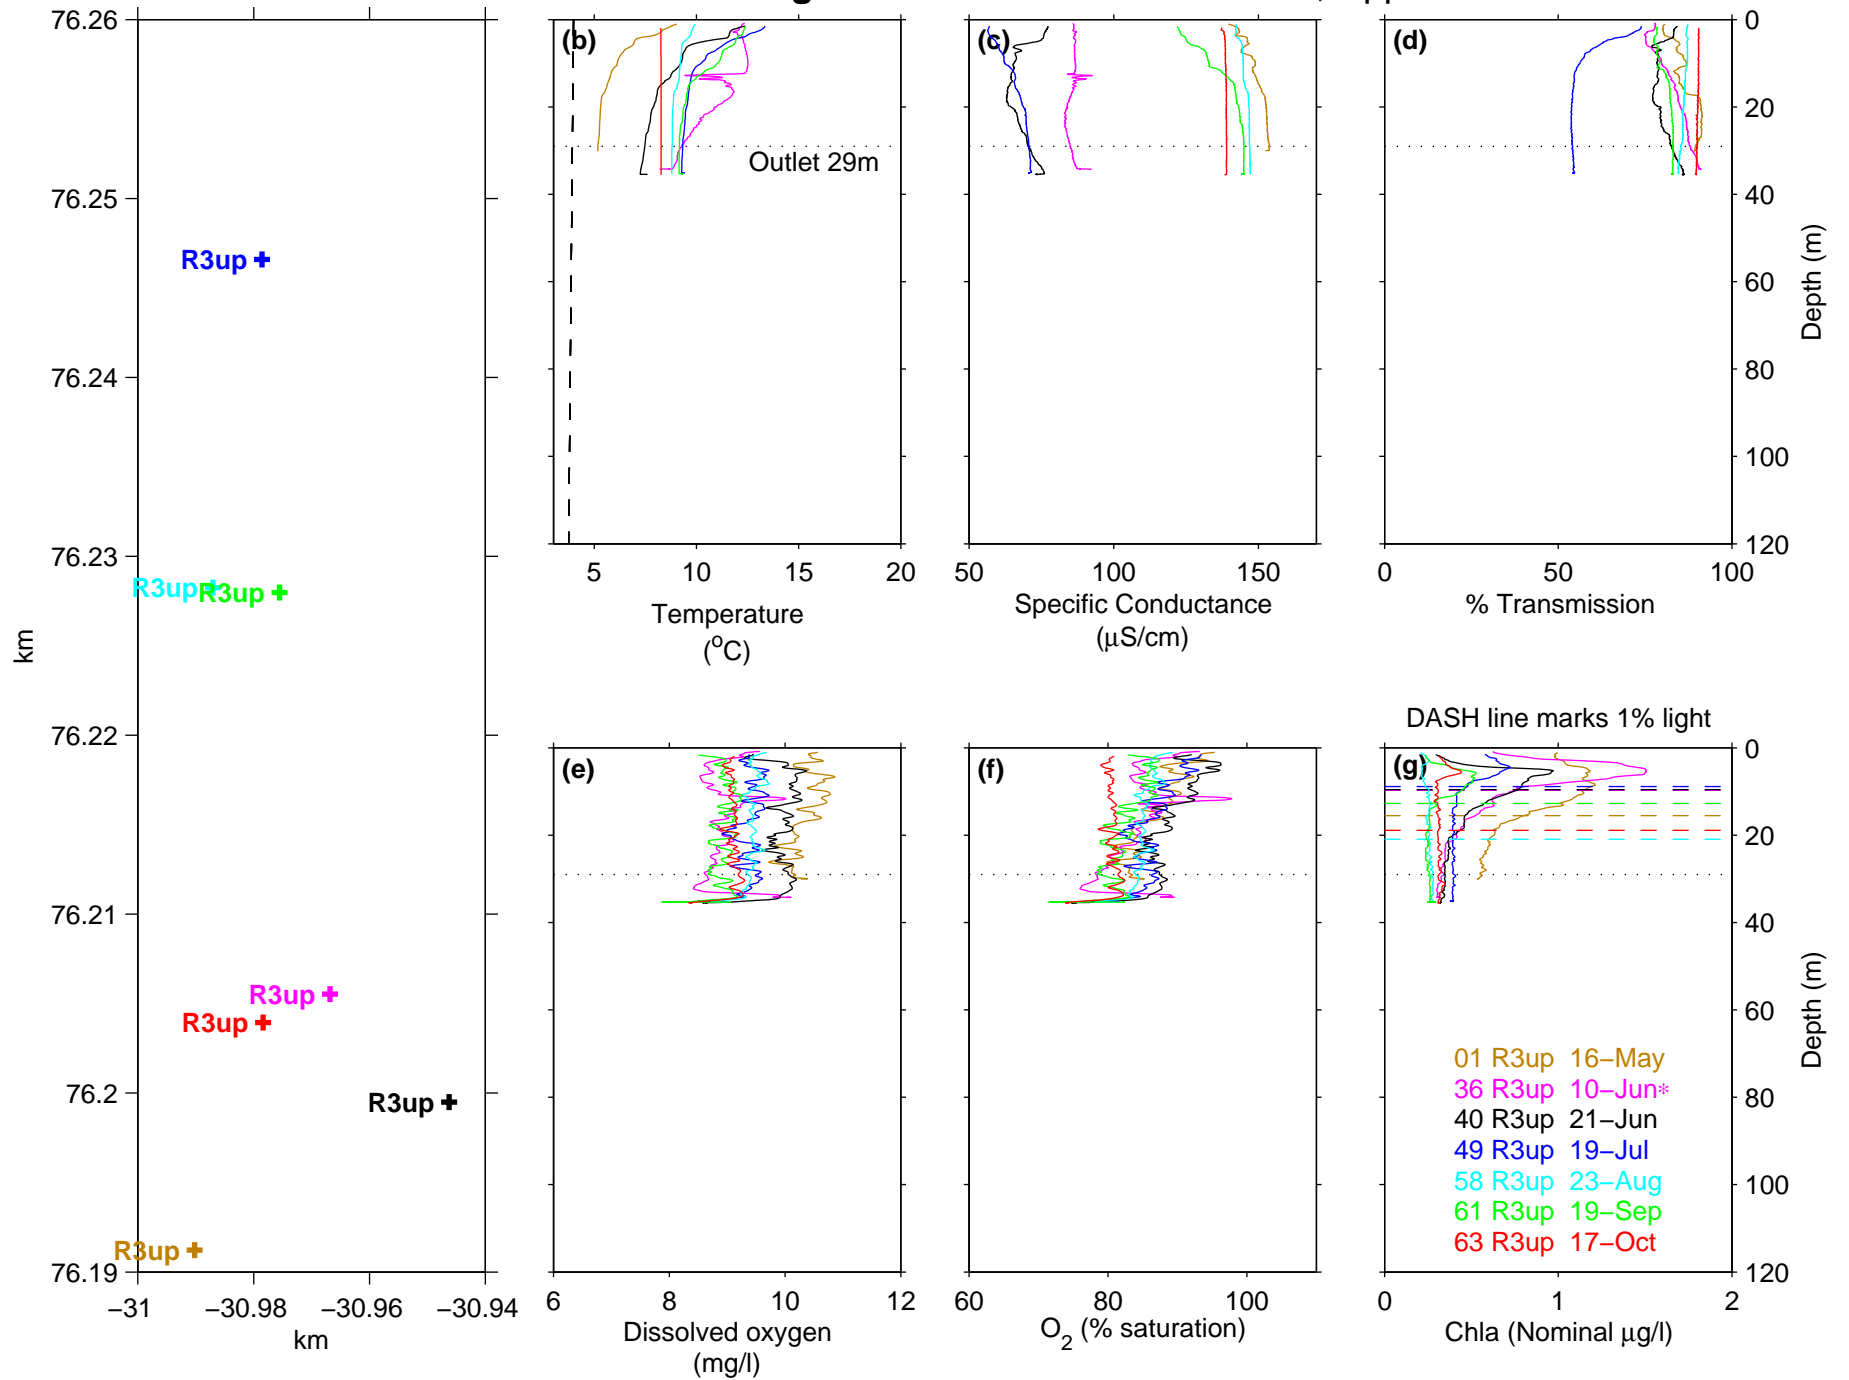 76.26
76.25
76.24
76.23
76.22
76.21
76.2
76.19
km
−31
−30.98
−30.96
−30.94
km
R3up
R3up
R3up
R3up
R3up
R3up
R3up
(b)
Outlet 29m
5
10
15
20
Temperature
(°C)
(c)
50
100
150
Specific Conductance
(μS/cm)
(d)
0
50
100
% Transmission
0
20
40
60
80
100
120
Depth (m)
(e)
6
8
10
12
Dissolved oxygen
(mg/l)
(f)
60
80
100
O2 (% saturation)
DASH line marks 1% light
(g)
01 R3up 16−May
36 R3up 10−Jun*
40 R3up 21−Jun
49 R3up 19−Jul
58 R3up 23−Aug
61 R3up 19−Sep
63 R3up 17−Oct
0
1
2
Chla (Nominal μg/l)
0
20
40
60
80
100
120
Depth (m)